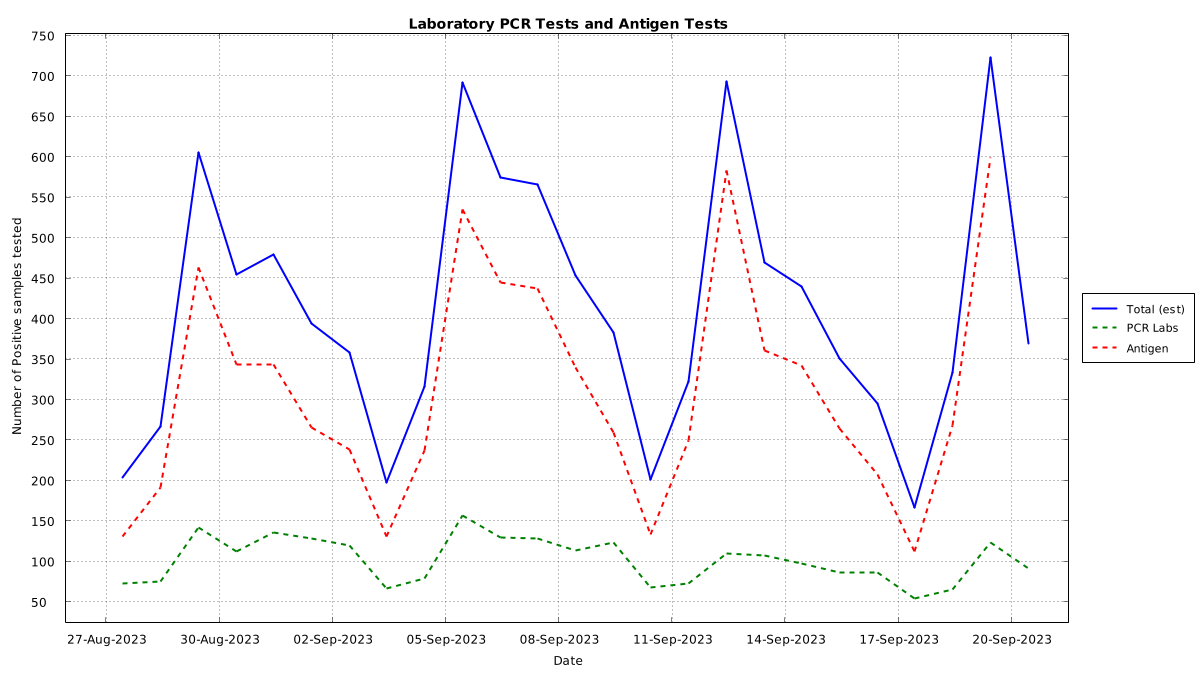 Laboratory PCR Tests and Antigen Tests
750
700
650
600
550
500
450
400
350
300
250
200
150
100
50
Number of Positive samples tested
27-Aug-2023 30-Aug-2023 02-Sep-2023 05-Sep-2023 08-Sep-2023 11-Sep-2023 14-Sep-2023 17-Sep-2023 20-Sep-2023
Date
Total (est)
PCR Labs
Antigen